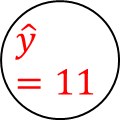 ŷ
= 11